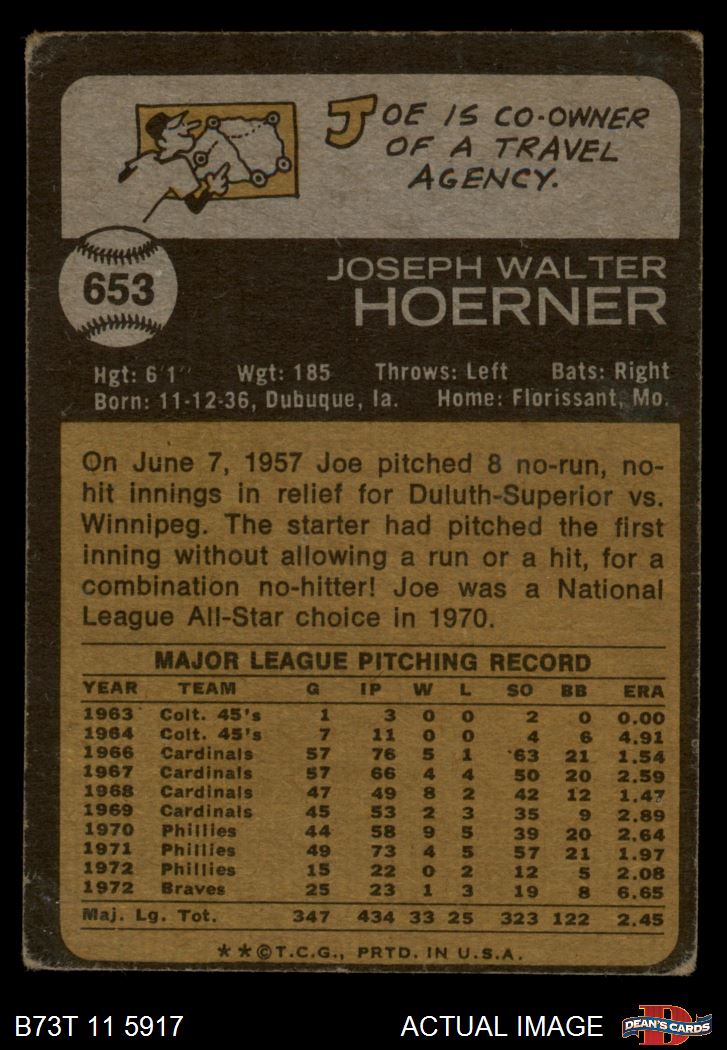 JOE IS CO-OWNER
OF A TRAVEL
AGENCY.
653
JOSEPH WALTER
HOERNER
Hgt: 6'1" Wgt: 185 Throws: Left Bats: Right
Born: 11-12-36, Dubuque, Ia. Home: Florissant, Mo.
On June 7, 1957 Joe pitched 8 no-run, no-
hit innings in relief for Duluth-Superior vs.
Winnipeg. The starter had pitched the first
inning without allowing a run or a hit, for a
combination no-hitter! Joe was a National
League All-Star choice in 1970.
MAJOR LEAGUE PITCHING RECORD
YEAR TEAM G IP W L SO BB ERA
1963 Colt. 45's 1 3 0 0 2 0 0.00
1964 Colt. 45's 7 11 0 0 4 6 4.91
1966 Cardinals 57 76 5 1 63 21 1.54
1967 Cardinals 57 66 4 4 50 20 2.59
1968 Cardinals 47 49 8 2 42 12 1.47
1969 Cardinals 45 53 2 3 35 9 2.89
1970 Phillies 44 58 9 5 39 20 2.64
1971 Phillies 49 73 4 5 57 21 1.97
1972 Phillies 15 22 0 2 12 5 2.08
1972 Braves 25 23 1 3 19 8 6.65
Maj. Lg. Tot. 347 434 33 25 323 122 2.45
**©T.C.G., PRTD. IN U.S.A.
B73T 11 5917 ACTUAL IMAGE DEAN'S CARDS